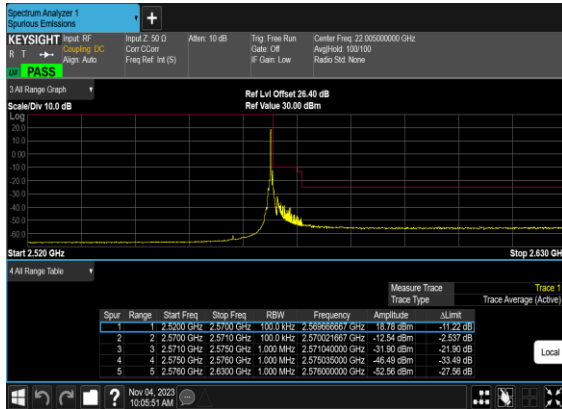 Spectrum Analyzer 1
Spurious Emissions
KEYSIGHT
R T
Input: RF
Coupling: DC
Align: Auto
Input Z: 50 Ω
Corr CCorr
Freq Ref: Int (S)
Atten: 10 dB
Trig: Free Run
Gate: Off
IF Gain: Low
Center Freq: 22.005000000 GHz
Avg|Hold: 100/100
Radio Std: None
PASS
3 All Range Graph
Scale/Div 10.0 dB
Ref Lvl Offset 26.40 dB
Ref Value 30.00 dBm
Log
20.0
10.0
0.00
-10.0
-20.0
-30.0
-40.0
-50.0
-60.0
Start 2.520 GHz
Stop 2.630 GH
4 All Range Table
Measure Trace Trace 1
Trace Type Trace Average (Active)
Spur Range Start Freq Stop Freq RBW Frequency Amplitude ΔLimit
1 1 2.5200 GHz 2.5700 GHz 100.0 kHz 2.569666667 GHz 18.78 dBm -11.22 dB
2 2 2.5700 GHz 2.5710 GHz 100.0 kHz 2.570021667 GHz -12.54 dBm -2.537 dB
3 3 2.5710 GHz 2.5750 GHz 1.000 MHz 2.571040000 GHz -31.90 dBm -21.90 dB
4 4 2.5750 GHz 2.5760 GHz 1.000 MHz 2.575035000 GHz -46.49 dBm -33.49 dB
5 5 2.5760 GHz 2.6300 GHz 1.000 MHz 2.576000000 GHz -52.56 dBm -27.56 dB
Local
Nov 04, 2023
10:05:51 AM